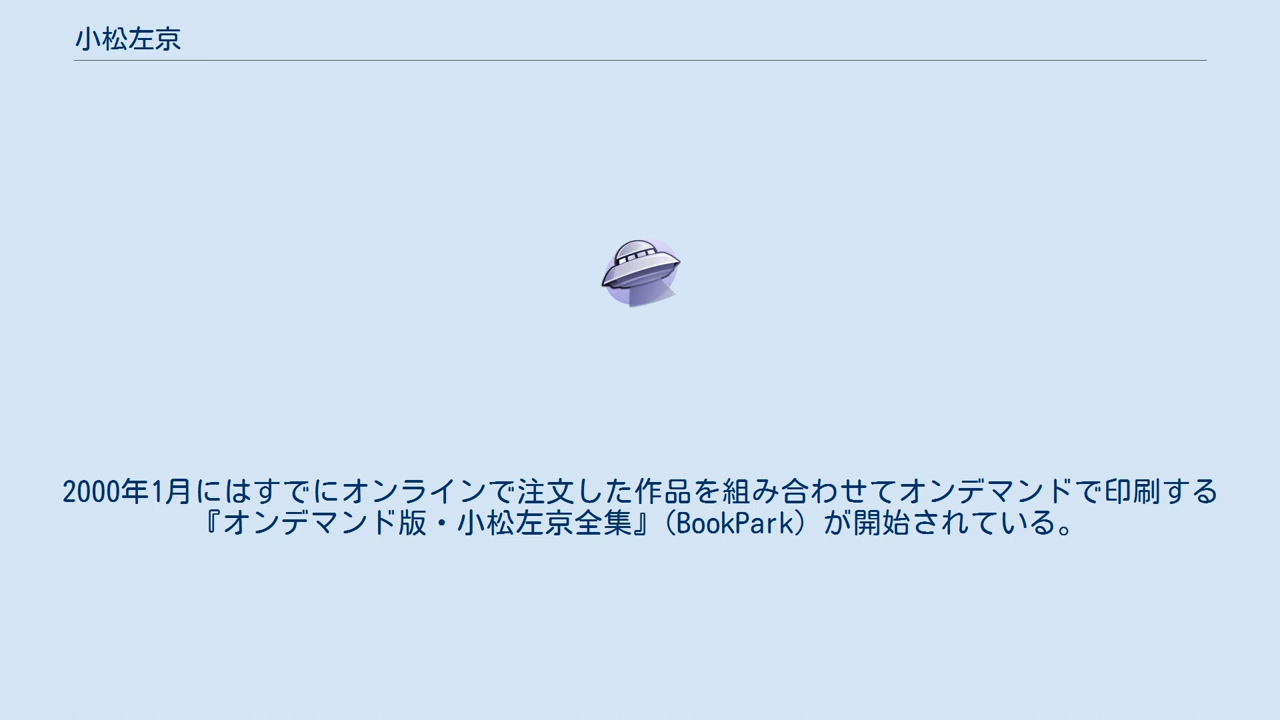 小松左京
2000年1月にはすでにオンラインで注文した作品を組み合わせてオンデマンドで印刷する
『オンデマンド版・小松左京全集』（BookPark）が開始されている。